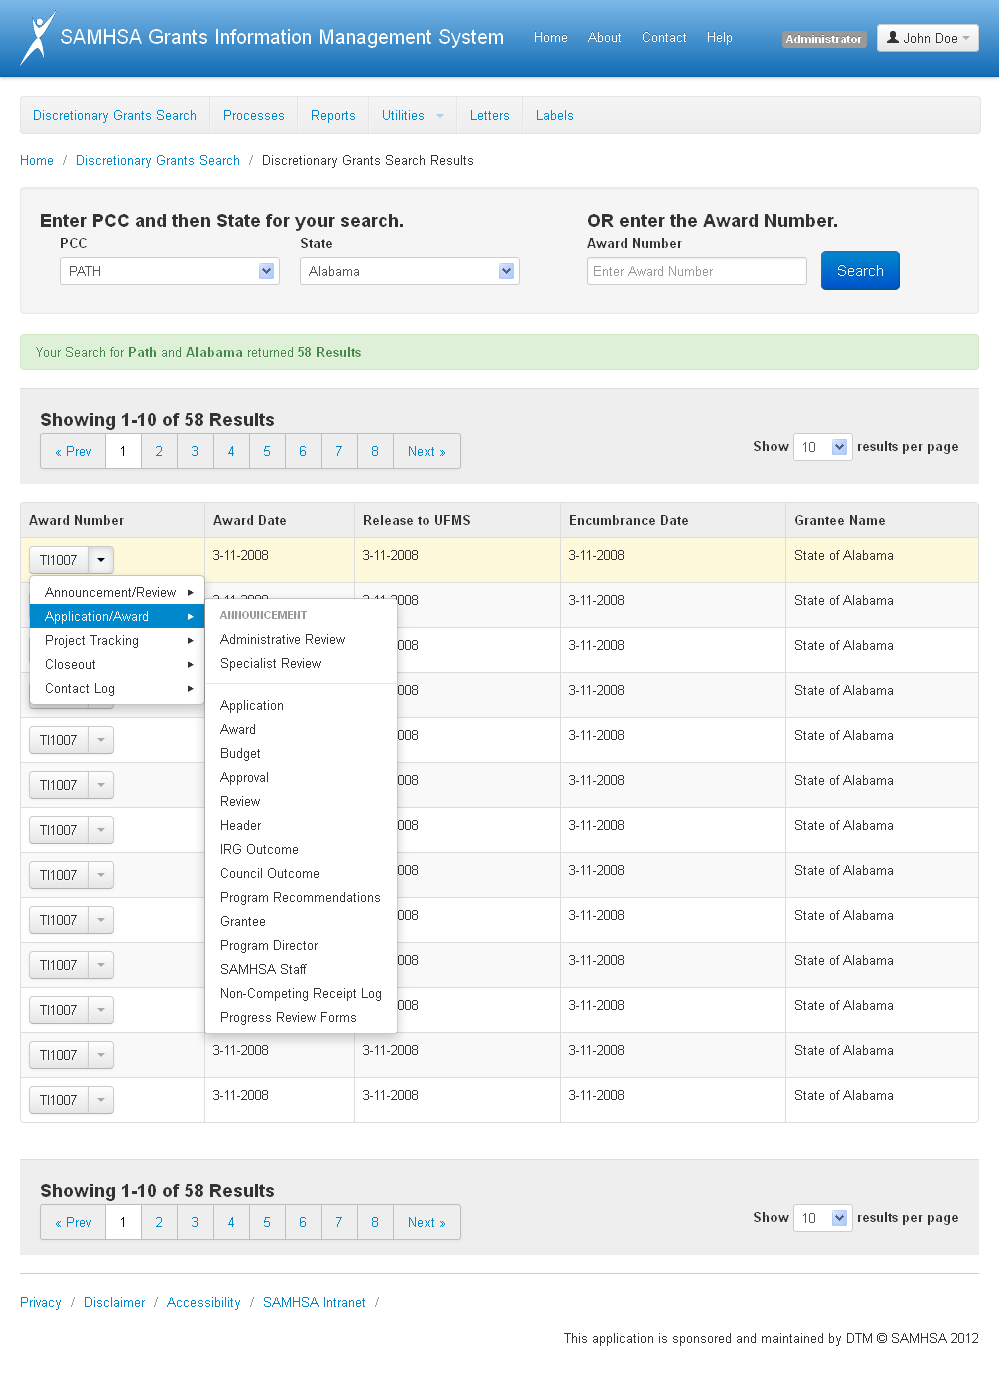 SAMHSA Grants Information Management System Home About Contact Help Administrator John Doe
Discretionary Grants Search Processes Reports Utilities Letters Labels
Home / Discretionary Grants Search / Discretionary Grants Search Results
Enter PCC and then State for your search. OR enter the Award Number.
PCC State Award Number
PATH Alabama Enter Award Number Search
Your Search for Path and Alabama returned 58 Results
Showing 1-10 of 58 Results
« Prev 1 2 3 4 5 6 7 8 Next » Show 10 results per page
Award Number Award Date Release to UFMS Encumbrance Date Grantee Name
TI1007 3-11-2008 3-11-2008 3-11-2008 State of Alabama
Announcement/Review
Application/Award
Project Tracking
Closeout
Contact Log
ANNOUNCEMENT
Administrative Review
Specialist Review
Application
Award
Budget
Approval
Review
Header
IRG Outcome
Council Outcome
Program Recommendations
Grantee
Program Director
SAMHSA Staff
Non-Competing Receipt Log
Progress Review Forms
3-11-2008 State of Alabama
008 3-11-2008 State of Alabama
008 3-11-2008 State of Alabama
TI1007 008 3-11-2008 State of Alabama
TI1007 008 3-11-2008 State of Alabama
TI1007 008 3-11-2008 State of Alabama
TI1007 008 3-11-2008 State of Alabama
TI1007 008 3-11-2008 State of Alabama
TI1007 008 3-11-2008 State of Alabama
TI1007 008 3-11-2008 State of Alabama
TI1007 3-11-2008 3-11-2008 3-11-2008 State of Alabama
TI1007 3-11-2008 3-11-2008 3-11-2008 State of Alabama
Showing 1-10 of 58 Results
« Prev 1 2 3 4 5 6 7 8 Next » Show 10 results per page
Privacy / Disclaimer / Accessibility / SAMHSA Intranet /
This application is sponsored and maintained by DTM © SAMHSA 2012